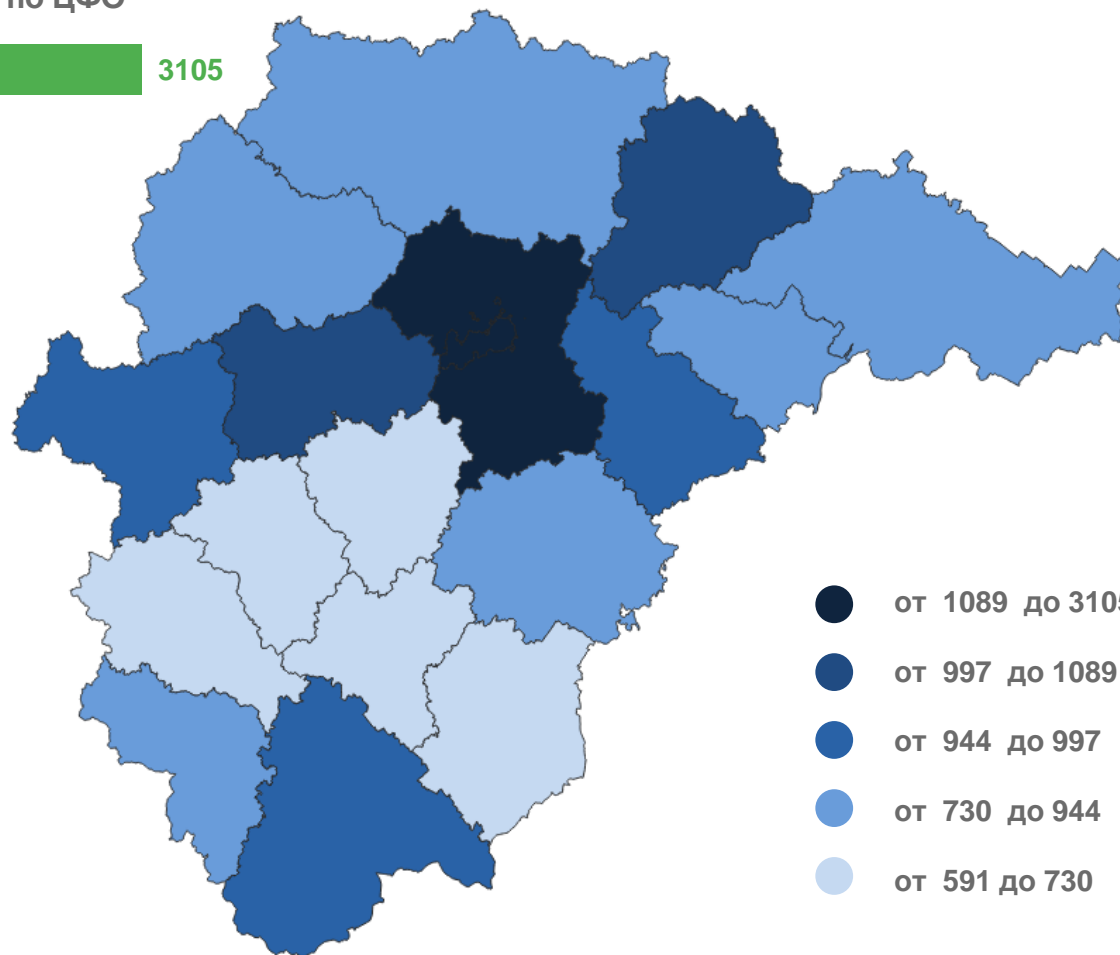 по ЦФО
3105
от 1089 до 3105
от 997 до 1089
от 944 до 997
от 730 до 944
от 591 до 730